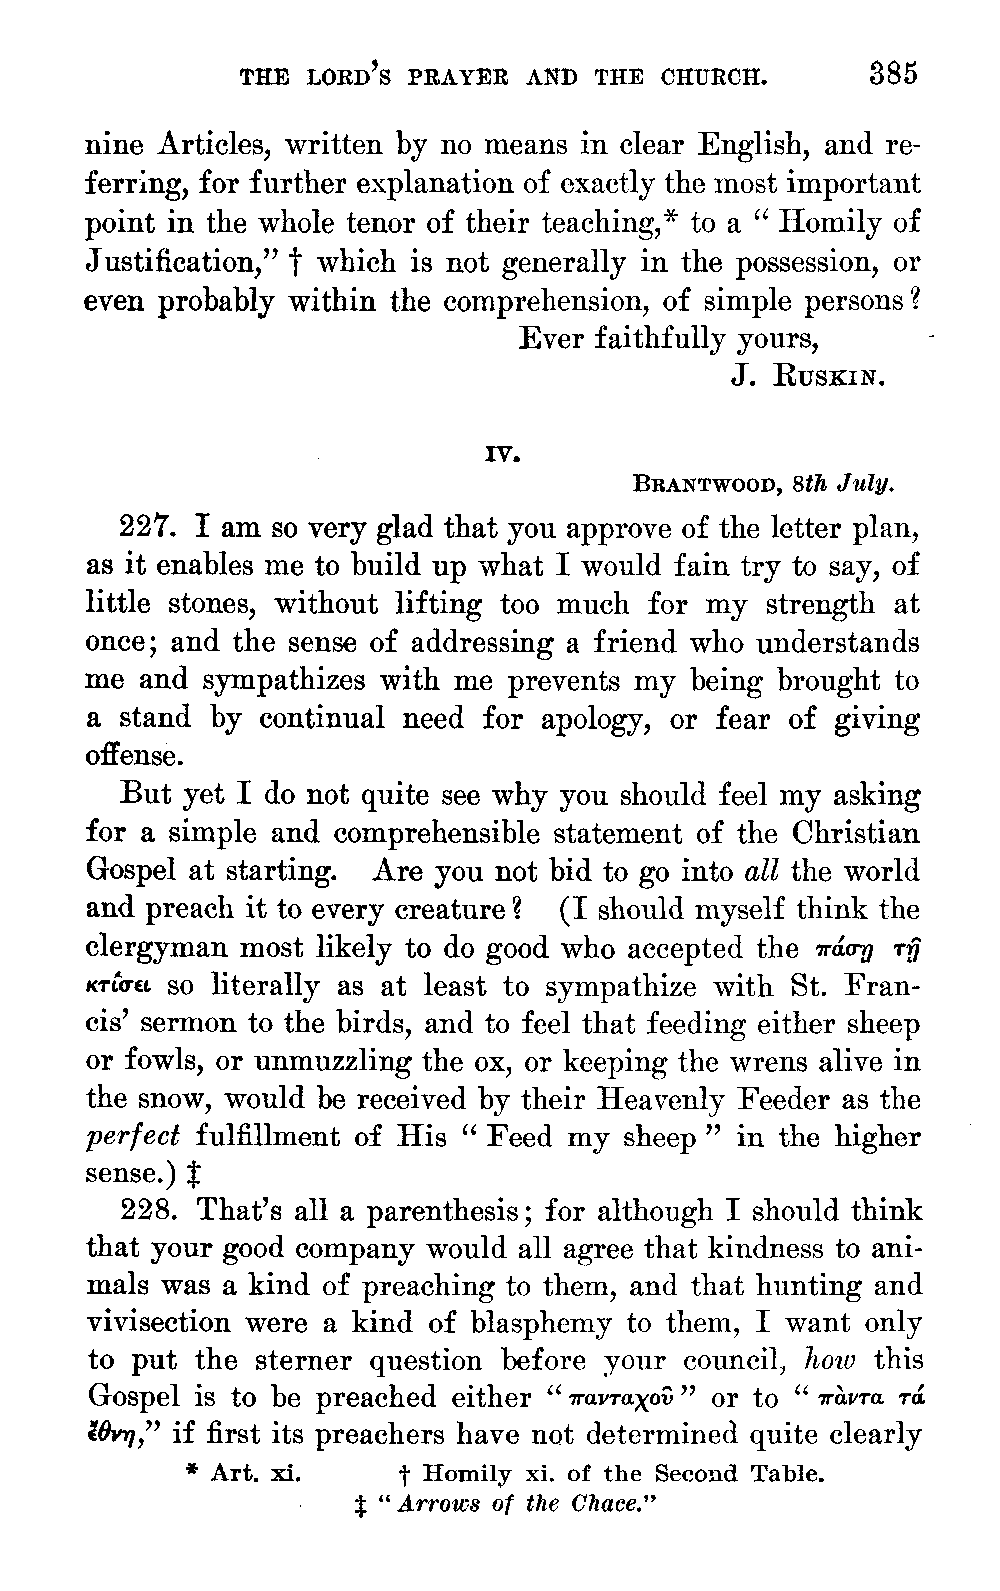 THE LORD'S PRAYER AND THE CHURCH. 385
nine Articles, written by no means in clear English, and re-
ferring, for further explanation of exactly the most important
point in the whole tenor of their teaching,* to a “ Homily of
Justification,” † which is not generally in the possession, or
even probably within the comprehension, of simple persons?
Ever faithfully yours,
J. RUSKIN.
IV.
BRANTWOOD, 8th July.
227. I am so very glad that you approve of the letter plan,
as it enables me to build up what I would fain try to say, of
little stones, without lifting too much for my strength at
once; and the sense of addressing a friend who understands
me and sympathizes with me prevents my being brought to
a stand by continual need for apology, or fear of giving
offense.
But yet I do not quite see why you should feel my asking
for a simple and comprehensible statement of the Christian
Gospel at starting. Are you not bid to go into all the world
and preach it to every creature? (I should myself think the
clergyman most likely to do good who accepted the πάσῃ τῇ
κτίσει so literally as at least to sympathize with St. Fran-
cis’ sermon to the birds, and to feel that feeding either sheep
or fowls, or unmuzzling the ox, or keeping the wrens alive in
the snow, would be received by their Heavenly Feeder as the
perfect fulfillment of His “ Feed my sheep ” in the higher
sense.) ‡
228. That’s all a parenthesis; for although I should think
that your good company would all agree that kindness to ani-
mals was a kind of preaching to them, and that hunting and
vivisection were a kind of blasphemy to them, I want only
to put the sterner question before your council, how this
Gospel is to be preached either “ πανταχοῦ ” or to “ πὰντα τά
ἔθνη,” if first its preachers have not determined quite clearly
* Art. xi. † Homily xi. of the Second Table.
‡ “ Arrows of the Chace.”